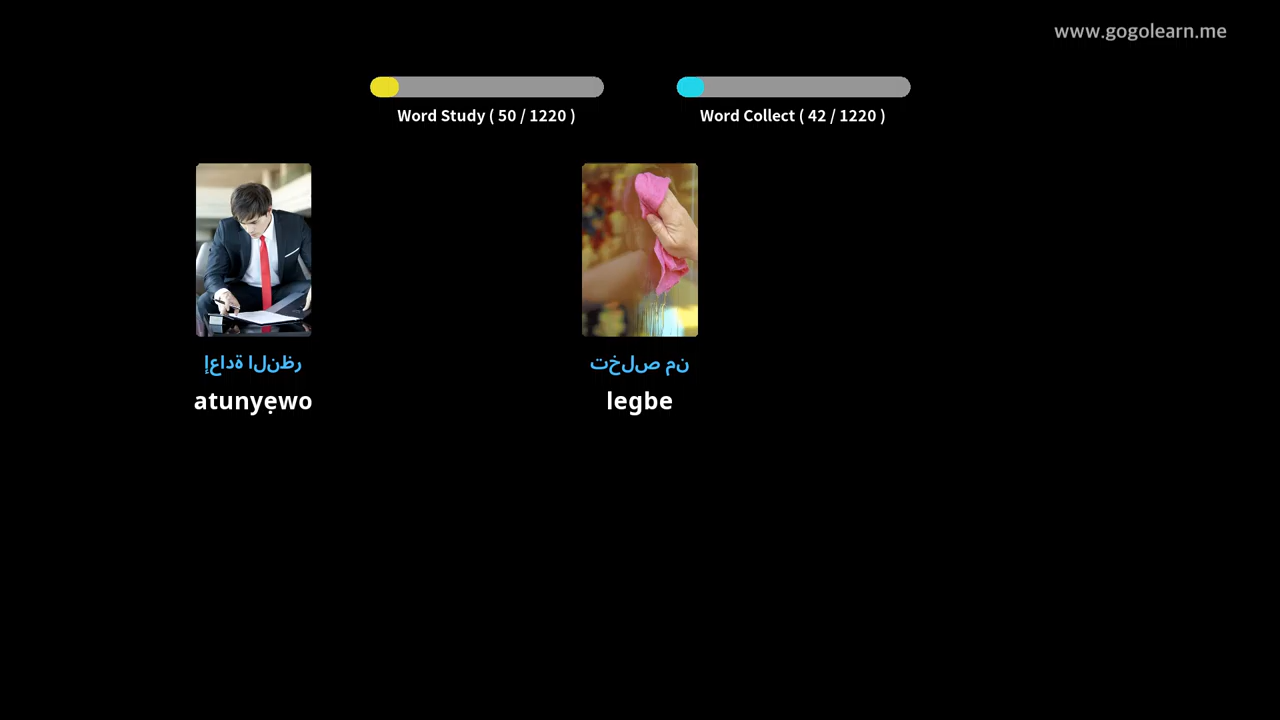 www.gogolearn.me
Word Study ( 50 / 1220 )
Word Collect ( 42 / 1220 )
إعادة النظر
atunyẹwo
تخلص من
legbe